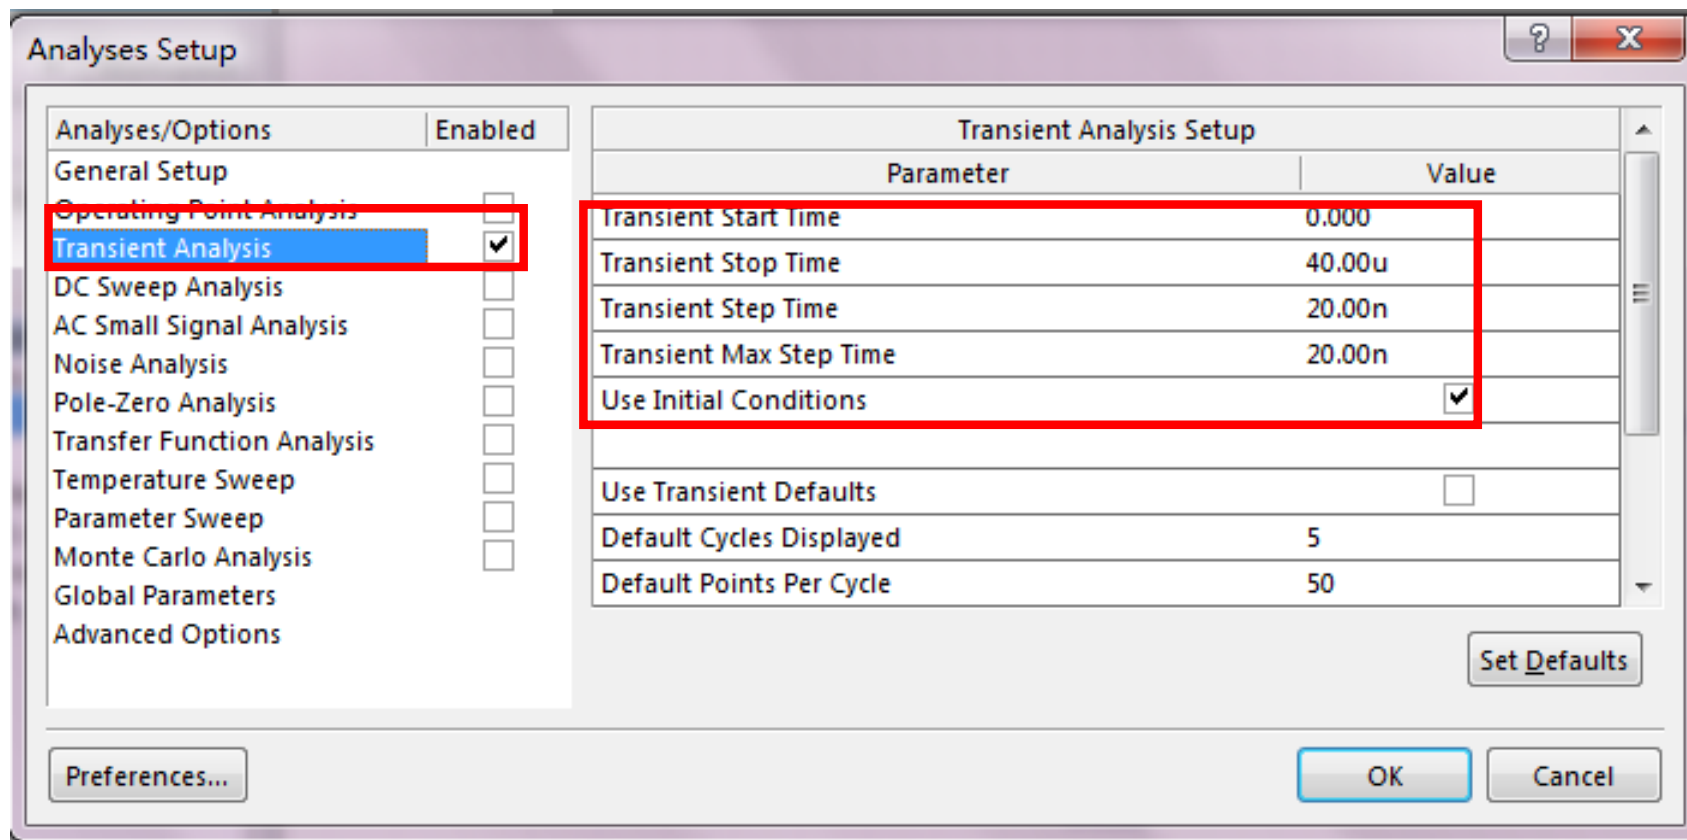 Analyses Setup
Analyses/Options Enabled
General Setup
Operating Point Analysis
Transient Analysis
DC Sweep Analysis
AC Small Signal Analysis
Noise Analysis
Pole-Zero Analysis
Transfer Function Analysis
Temperature Sweep
Parameter Sweep
Monte Carlo Analysis
Global Parameters
Advanced Options
Transient Analysis Setup
Parameter Value
Transient Start Time 0.000
Transient Stop Time 40.00u
Transient Step Time 20.00n
Transient Max Step Time 20.00n
Use Initial Conditions
Use Transient Defaults
Default Cycles Displayed 5
Default Points Per Cycle 50
Set Defaults
Preferences... OK Cancel